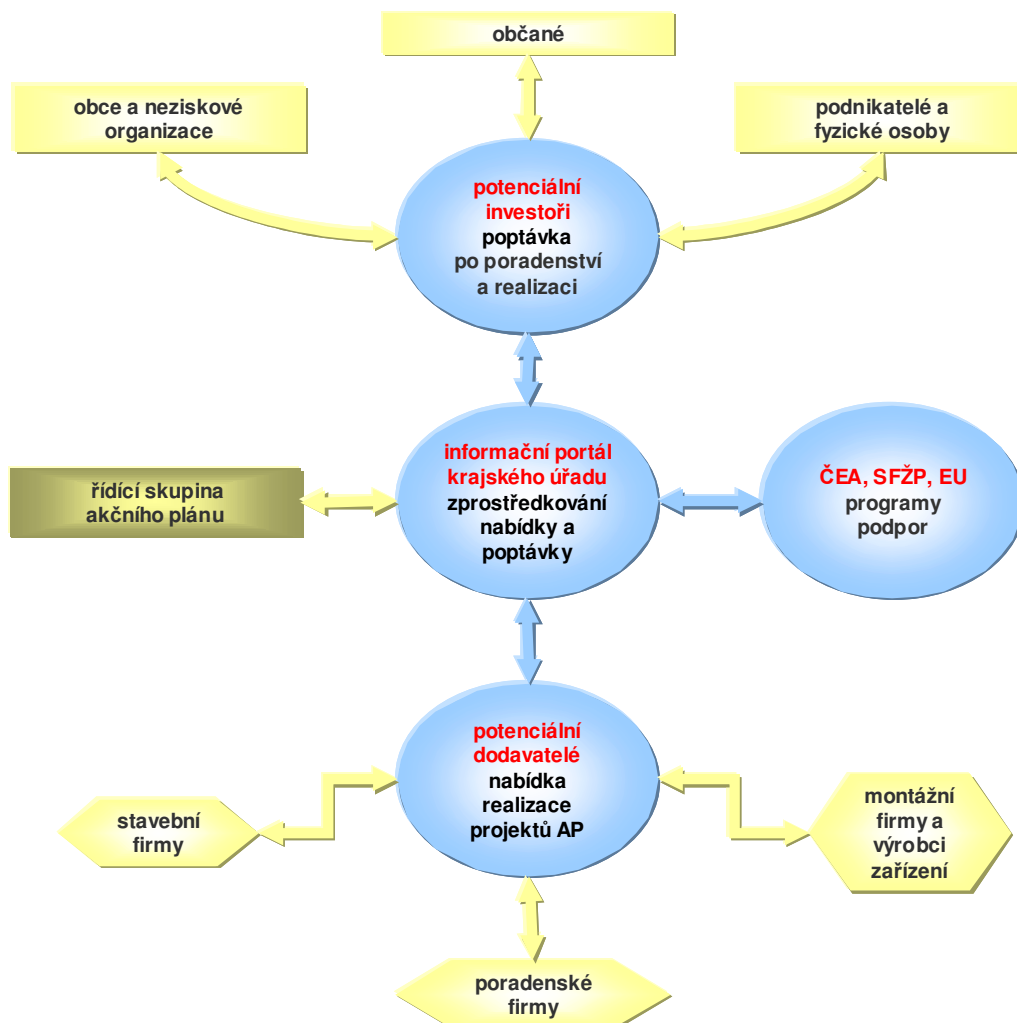 občané
obce a neziskové
organizace
podnikatelé a
fyzické osoby
potenciální
investoři
poptávka
po poradenství
a realizaci
řídící skupina
akčního plánu
informační portál
krajského úřadu
zprostředkování
nabídky a
poptávky
ČEA, SFŽP, EU
programy
podpor
potenciální
dodavatelé
nabídka
realizace
projektů AP
stavební
firmy
montážní
firmy a
výrobci
zařízení
poradenské
firmy